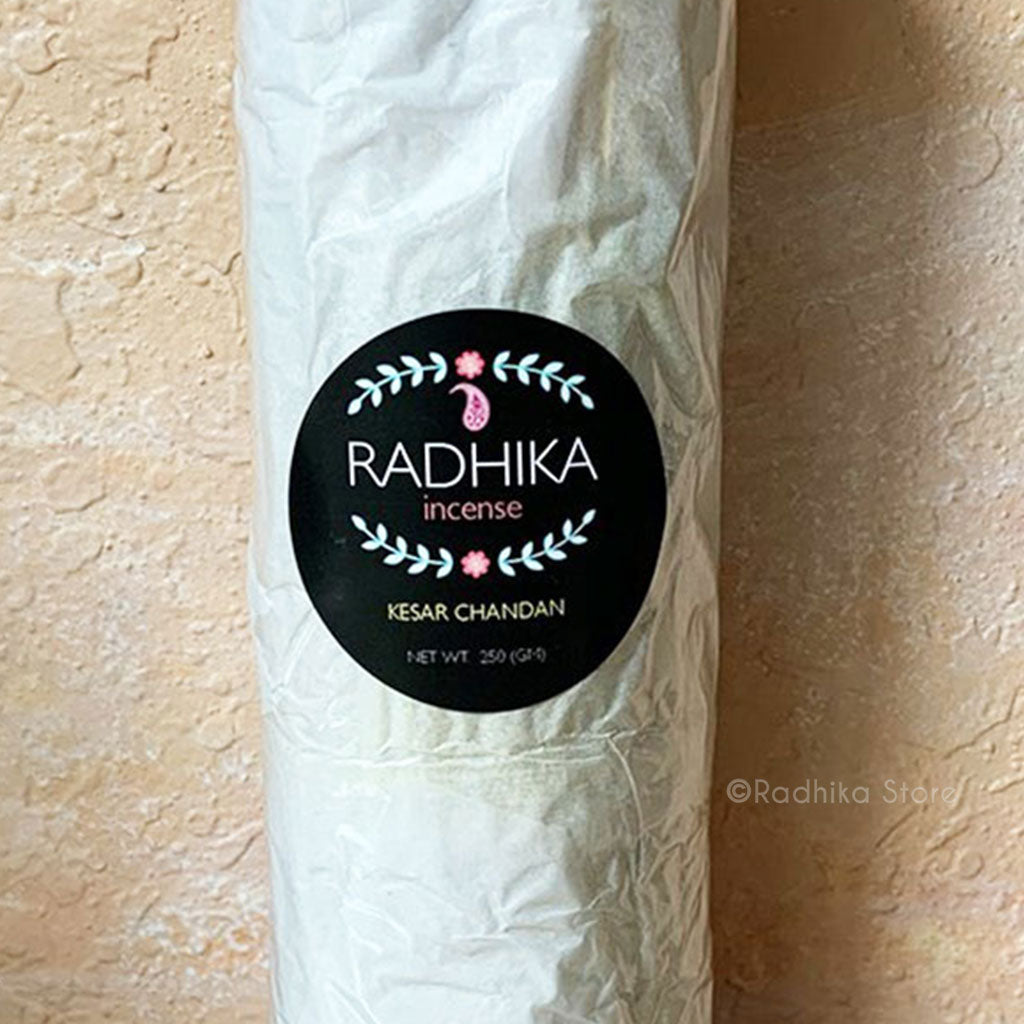 RADHIKA
incense
KESAR CHANDAN
NET WT. 250 (GM)
©Radhika Store